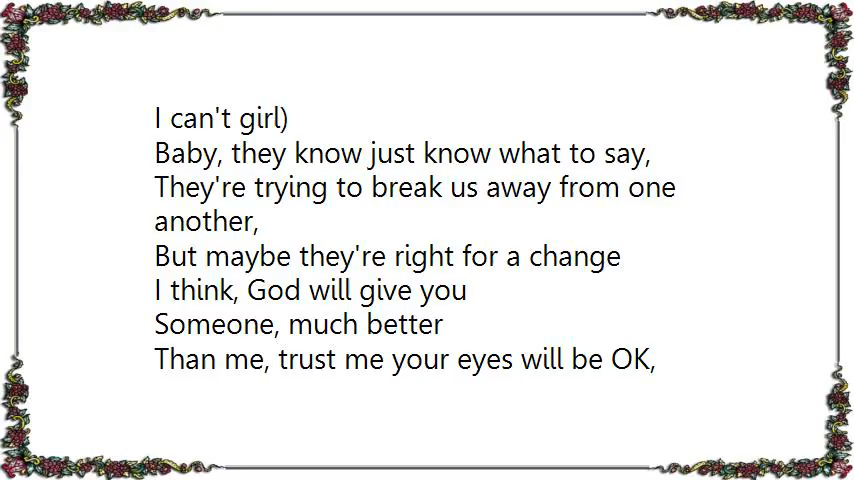 I can't girl)
Baby, they know just know what to say,
They're trying to break us away from one
another,
But maybe they're right for a change
I think, God will give you
Someone, much better
Than me, trust me your eyes will be OK,